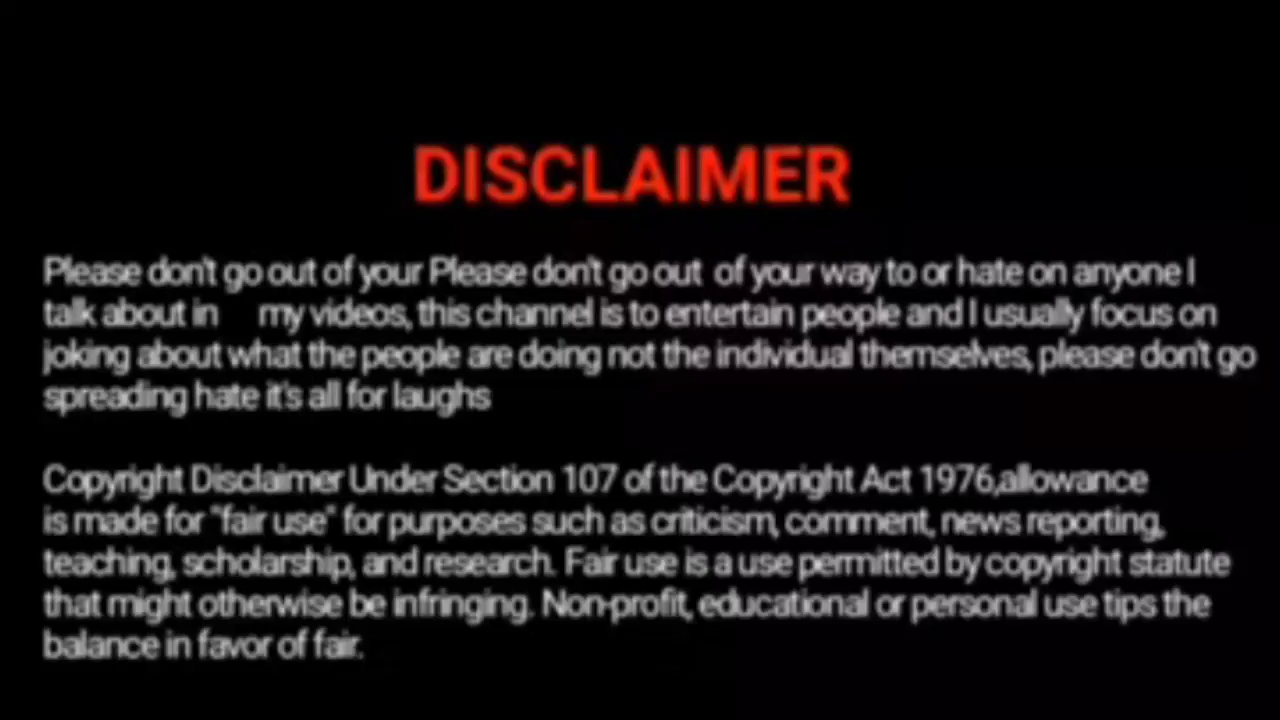 DISCLAIMER
Please don't go out of your Please don't go out of your way to or hate on anyone I
talk about in my videos, this channel is to entertain people and I usually focus on
joking about what the people are doing not the individual themselves, please don't go
spreading hate it's all for laughs
Copyright Disclaimer Under Section 107 of the Copyright Act 1976,allowance
is made for "fair use" for purposes such as criticism, comment, news reporting,
teaching, scholarship, and research. Fair use is a use permitted by copyright statute
that might otherwise be infringing. Non-profit, educational or personal use tips the
balance in favor of fair.